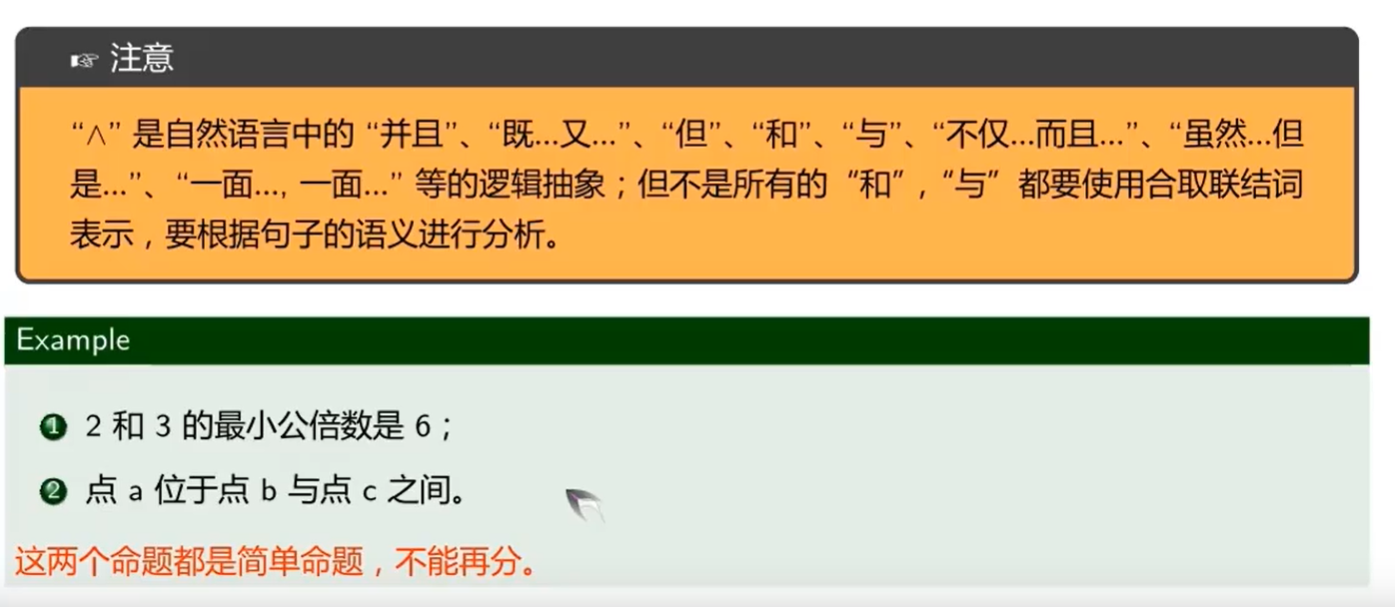 ☞ 注意
“∧” 是自然语言中的 “并且”、“既...又...”、“但”、“和”、“与”、“不仅...而且...”、“虽然...但
是...”、“一面..., 一面...” 等的逻辑抽象；但不是所有的 “和”，“与” 都要使用合取联结词
表示，要根据句子的语义进行分析。
Example
1 2 和 3 的最小公倍数是 6；
2 点 a 位于点 b 与点 c 之间。
这两个命题都是简单命题，不能再分。